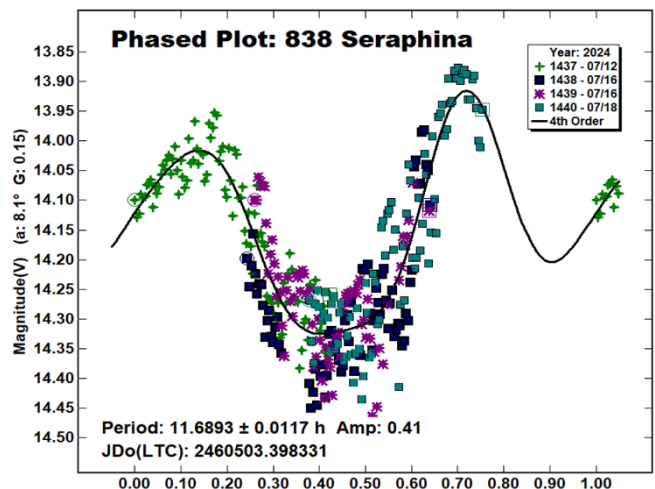 Phased Plot: 838 Seraphina
Year: 2024
1437 - 07/12
1438 - 07/16
1439 - 07/16
1440 - 07/18
4th Order
Magnitude(V) (a: 8.1° G: 0.15)
13.85
13.90
13.95
14.00
14.05
14.10
14.15
14.20
14.25
14.30
14.35
14.40
14.45
14.50
Period: 11.6893 ± 0.0117 h Amp: 0.41
JDo(LTC): 2460503.398331
0.00 0.10 0.20 0.30 0.40 0.50 0.60 0.70 0.80 0.90 1.00